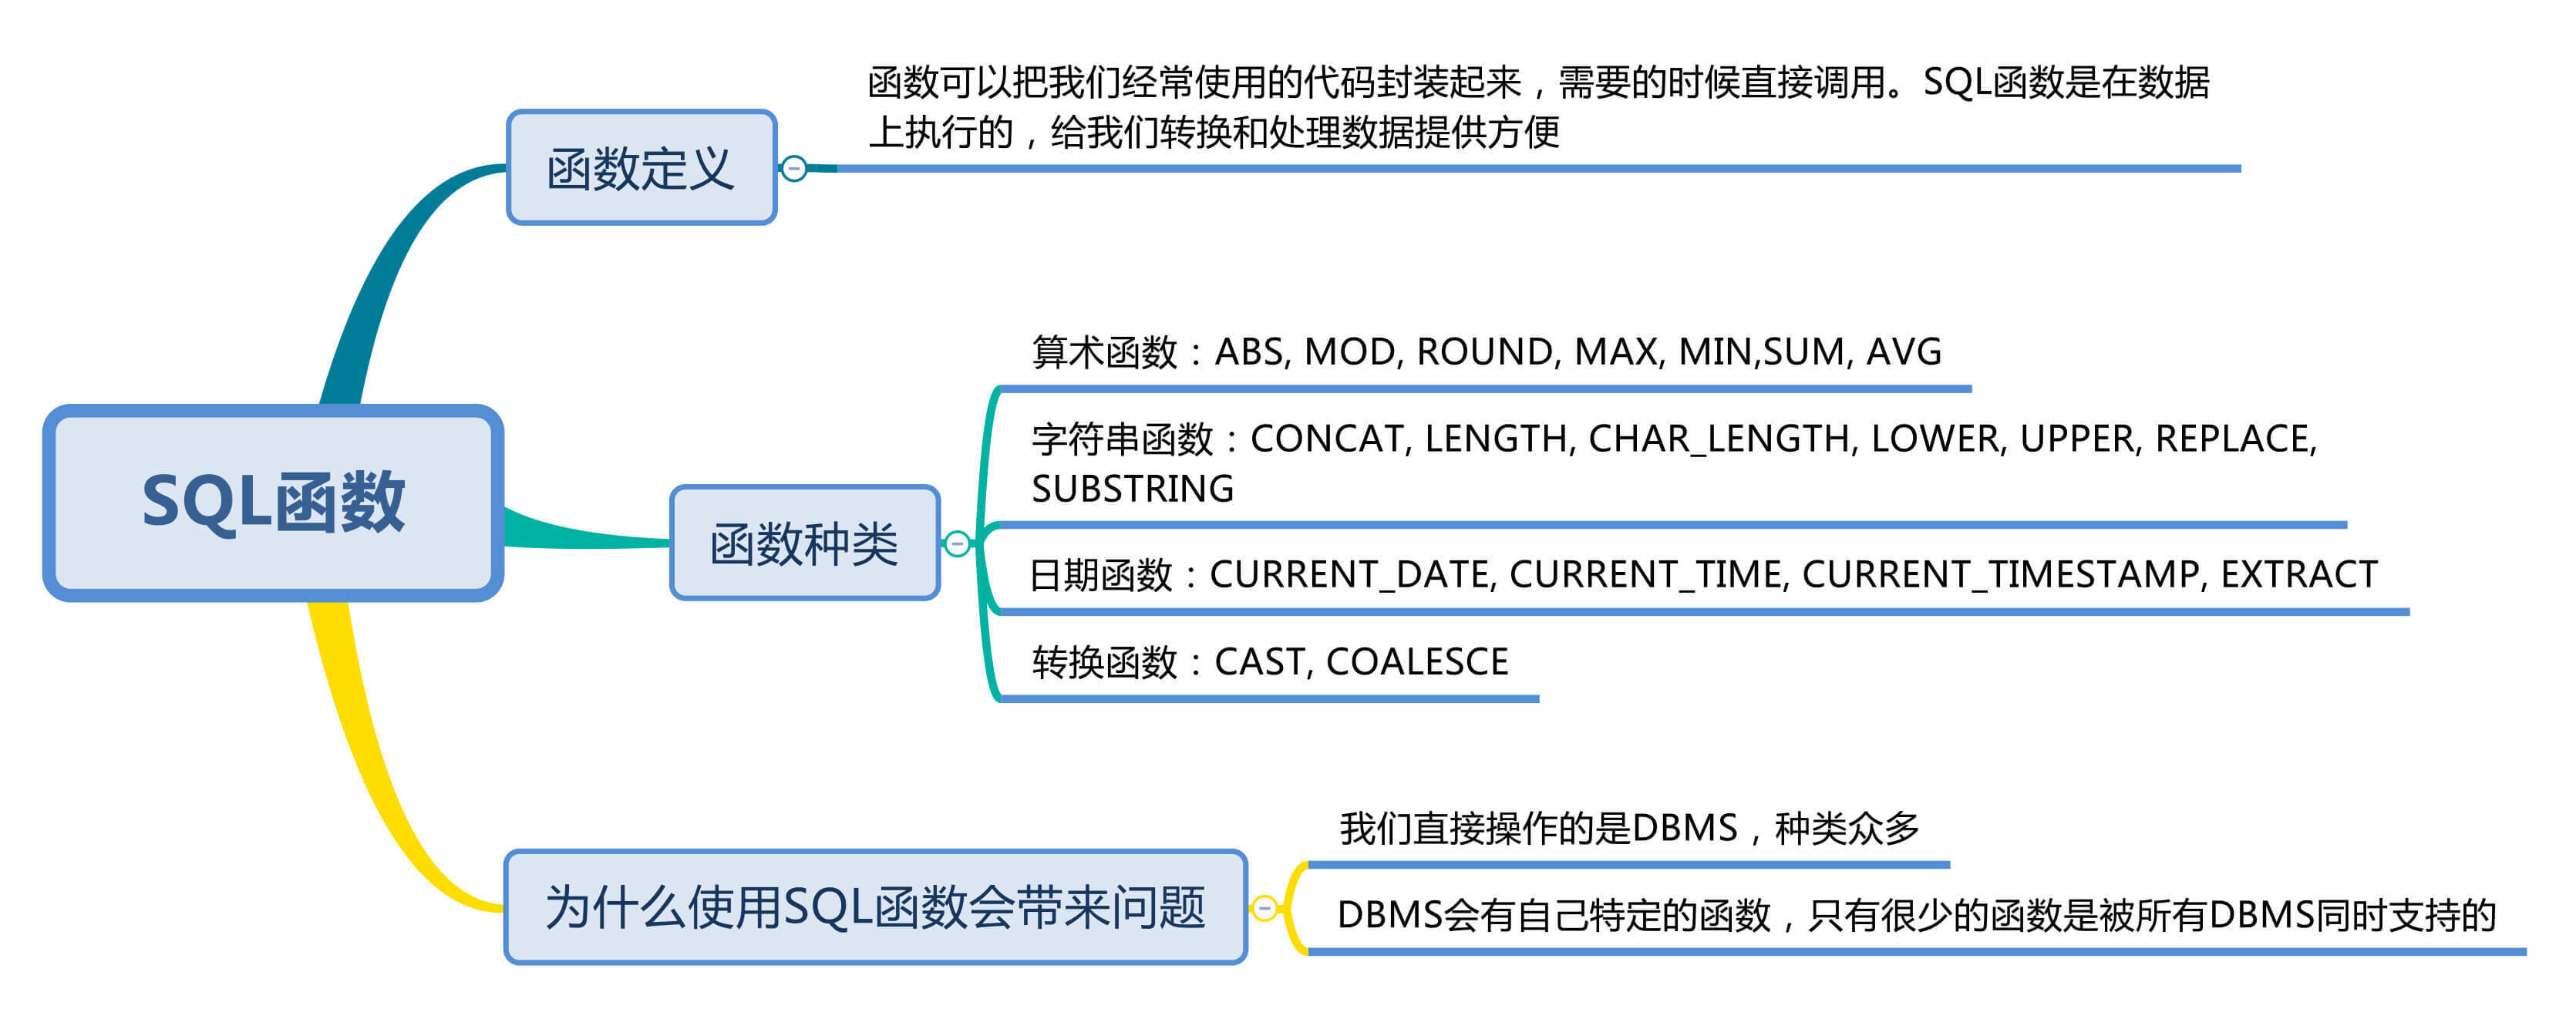 函数可以把我们经常使用的代码封装起来，需要的时候直接调用。SQL函数是在数据
上执行的，给我们转换和处理数据提供方便
函数定义
算术函数：ABS, MOD, ROUND, MAX, MIN,SUM, AVG
字符串函数：CONCAT, LENGTH, CHAR_LENGTH, LOWER, UPPER, REPLACE,
SUBSTRING
SQL函数
函数种类
日期函数：CURRENT_DATE, CURRENT_TIME, CURRENT_TIMESTAMP, EXTRACT
转换函数：CAST, COALESCE
我们直接操作的是DBMS，种类众多
为什么使用SQL函数会带来问题
DBMS会有自己特定的函数，只有很少的函数是被所有DBMS同时支持的